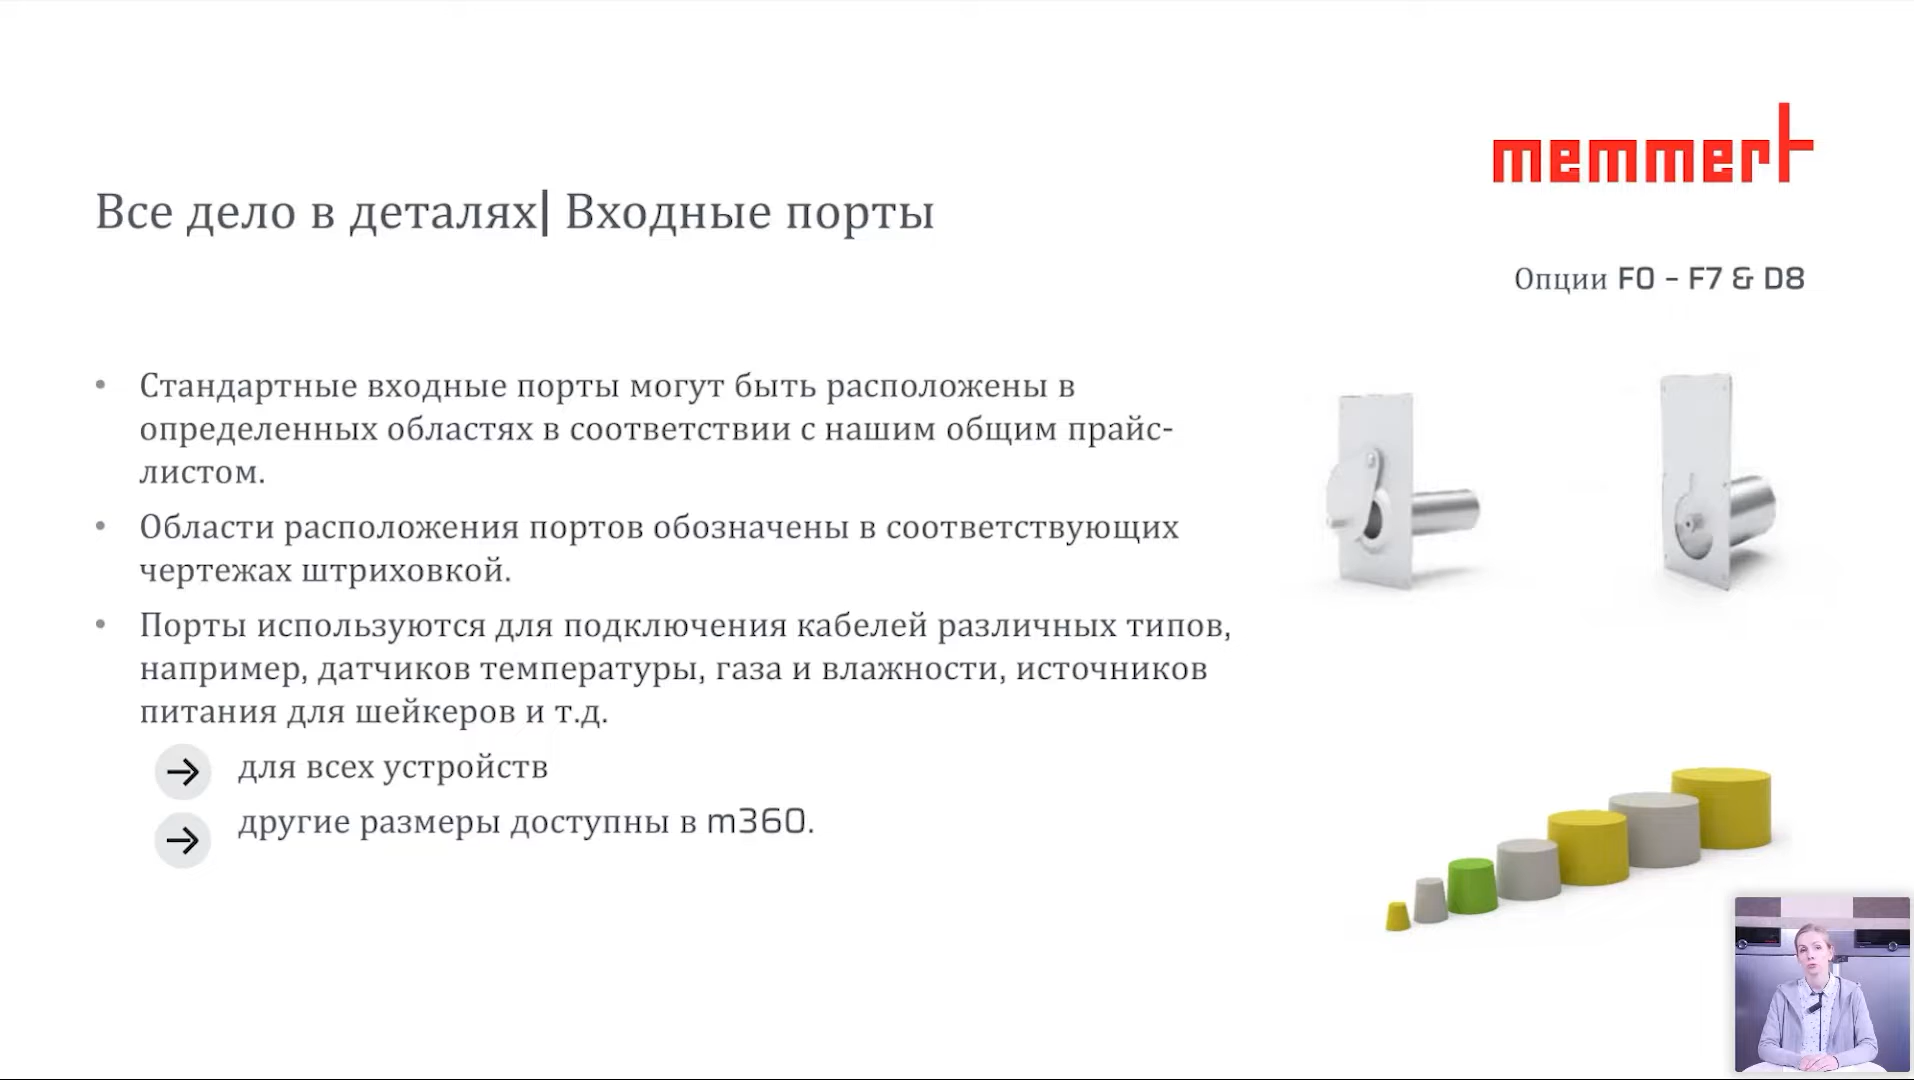 memmert
Все дело в деталях| Входные порты
Опции F0 – F7 & D8
• Стандартные входные порты могут быть расположены в
определенных областях в соответствии с нашим общим прайс-
листом.
• Области расположения портов обозначены в соответствующих
чертежах штриховкой.
• Порты используются для подключения кабелей различных типов,
например, датчиков температуры, газа и влажности, источников
питания для шейкеров и т.д.
→ для всех устройств
→ другие размеры доступны в m360.